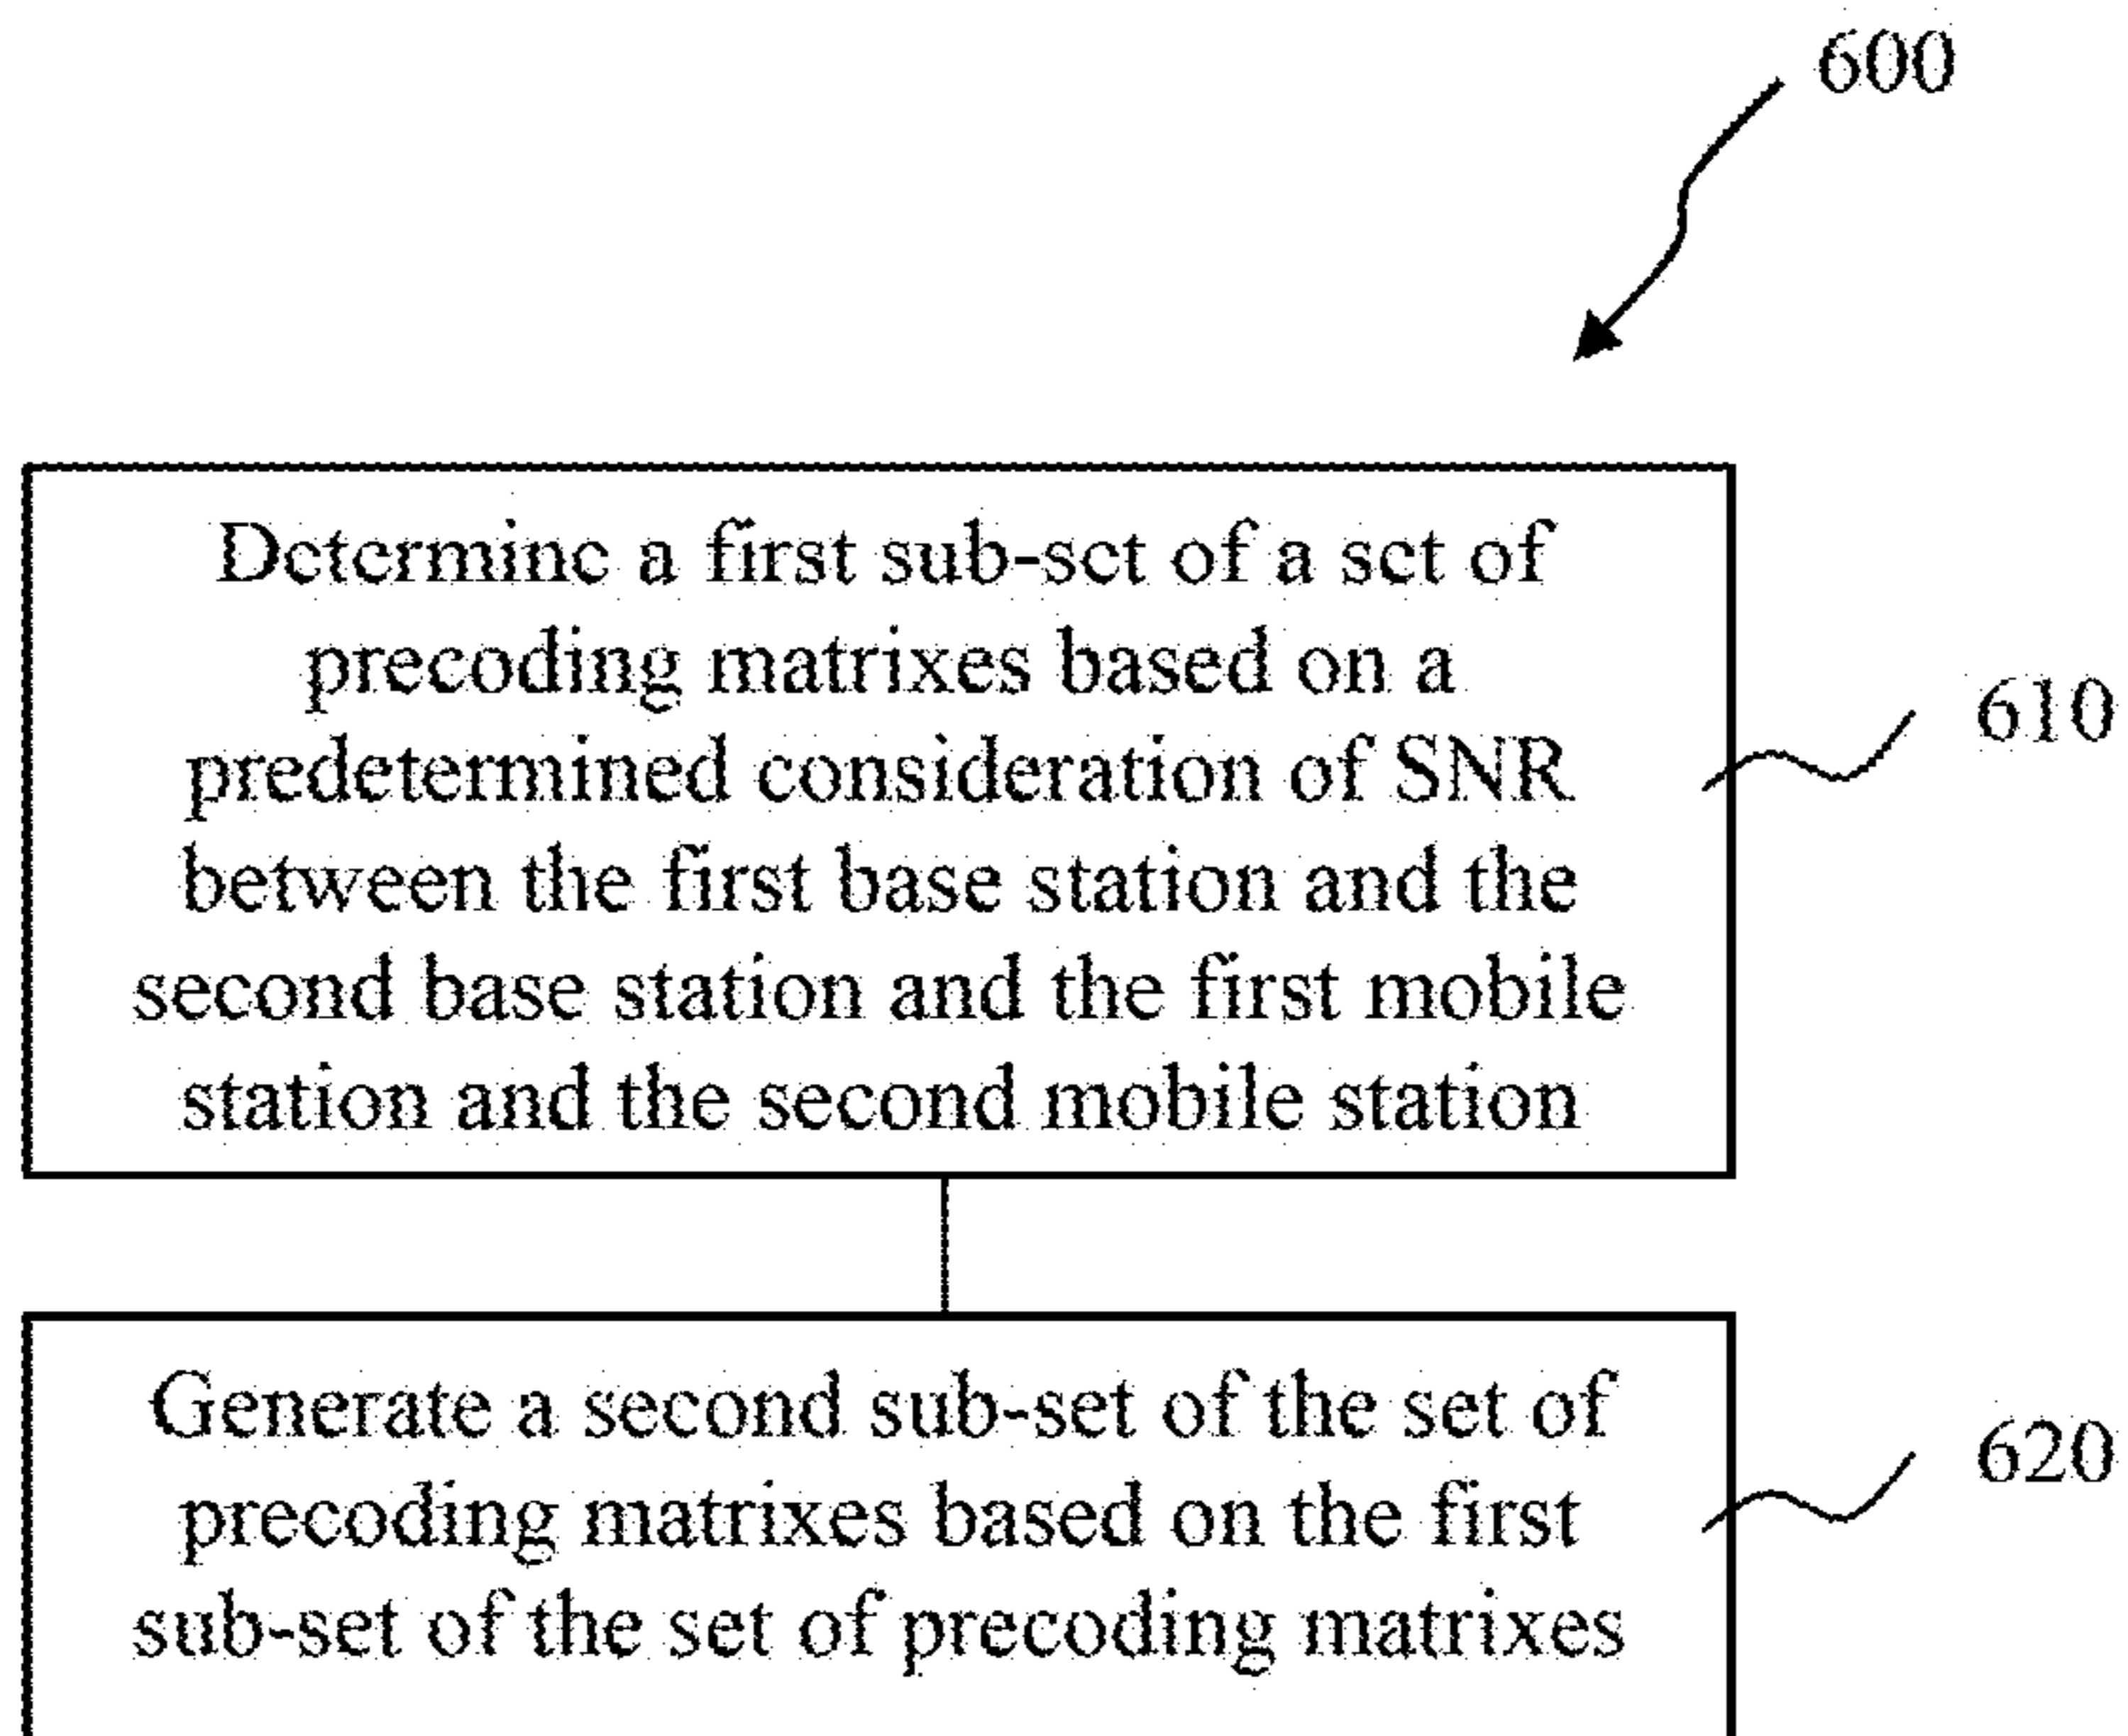 600
Determine a first sub-set of a set of
precoding matrixes based on a
predetermined consideration of SNR
between the first base station and the
second base station and the first mobile
station and the second mobile station
610
Generate a second sub-set of the set of
precoding matrixes based on the first
sub-set of the set of precoding matrixes
620